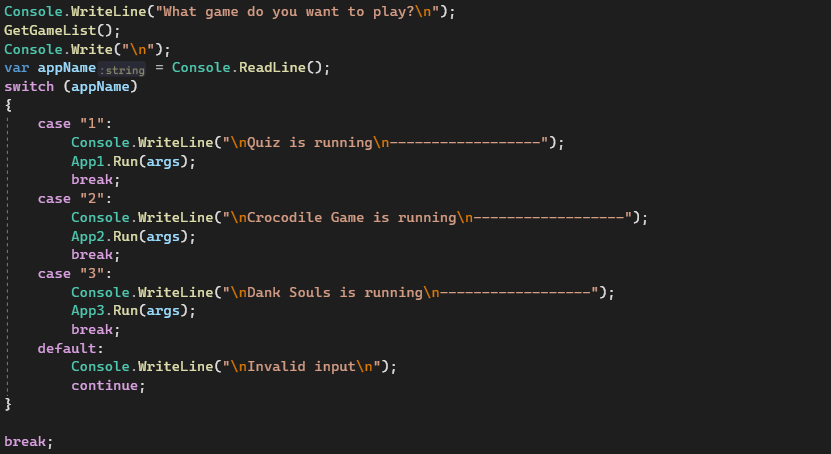 Console.WriteLine("What game do you want to play?\n");
GetGameList();
Console.Write("\n");
var appName :string = Console.ReadLine();
switch (appName)
{
    case "1":
        Console.WriteLine("\nQuiz is running\n------------------");
        App1.Run(args);
        break;
    case "2":
        Console.WriteLine("\nCrocodile Game is running\n------------------");
        App2.Run(args);
        break;
    case "3":
        Console.WriteLine("\nDank Souls is running\n------------------");
        App3.Run(args);
        break;
    default:
        Console.WriteLine("\nInvalid input\n");
        continue;
}

break;